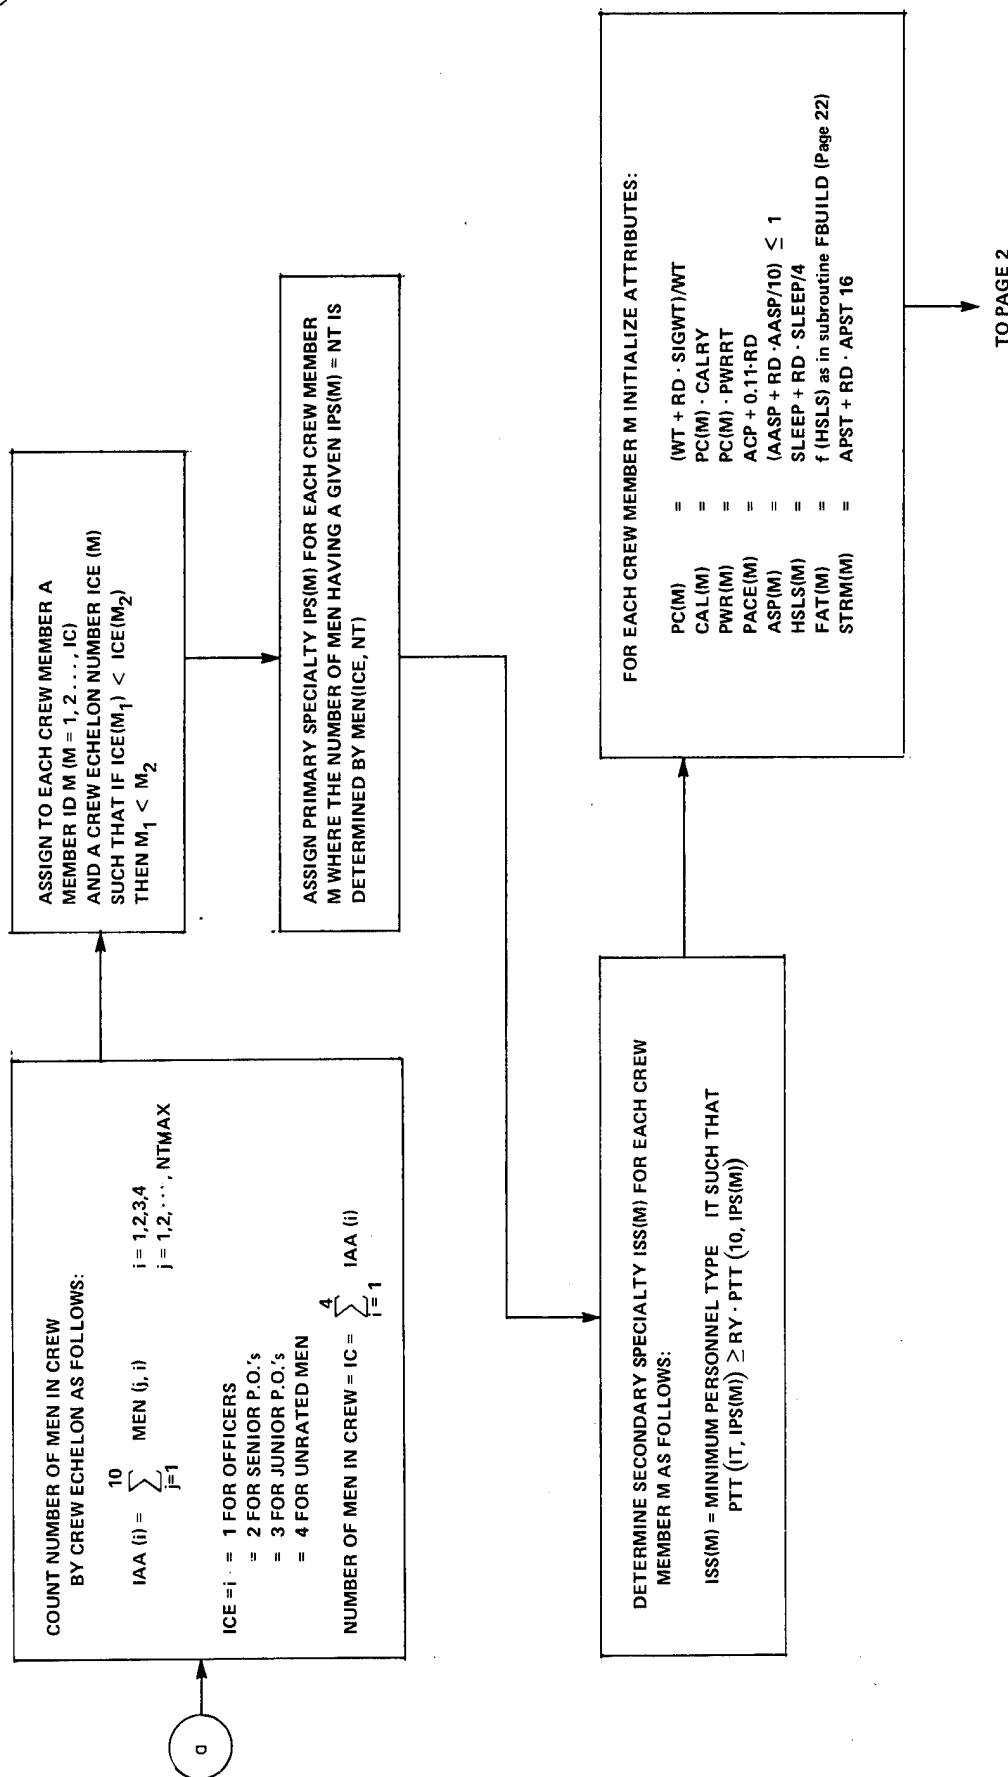 a
COUNT NUMBER OF MEN IN CREW
BY CREW ECHELON AS FOLLOWS:
IAA (i) = 10 ∑ j=1 MEN (j, i) i = 1,2,3,4
j = 1,2, ···, NTMAX
ICE = i · = 1 FOR OFFICERS
= 2 FOR SENIOR P.O.'s
= 3 FOR JUNIOR P.O.'s
= 4 FOR UNRATED MEN
NUMBER OF MEN IN CREW = IC = 4 ∑ i = 1 IAA (i)
ASSIGN TO EACH CREW MEMBER A
MEMBER ID M (M = 1, 2 . . . , IC)
AND A CREW ECHELON NUMBER ICE (M)
SUCH THAT IF ICE(M₁) < ICE(M₂)
THEN M₁ < M₂
ASSIGN PRIMARY SPECIALTY IPS(M) FOR EACH CREW MEMBER
M WHERE THE NUMBER OF MEN HAVING A GIVEN IPS(M) = NT IS
DETERMINED BY MEN(ICE, NT)
DETERMINE SECONDARY SPECIALTY ISS(M) FOR EACH CREW
MEMBER M AS FOLLOWS:
ISS(M) = MINIMUM PERSONNEL TYPE IT SUCH THAT
PTT (IT, IPS(M)) ≥ RY · PTT (10, IPS(M))
FOR EACH CREW MEMBER M INITIALIZE ATTRIBUTES:
PC(M) = (WT + RD · SIGWT)/WT
CAL(M) = PC(M) · CALRY
PWR(M) = PC(M) · PWRRT
PACE(M) = ACP + 0.11·RD
ASP(M) = (AASP + RD ·AASP/10) ≤ 1
HSLS(M) = SLEEP + RD · SLEEP/4
FAT(M) = f (HSLS) as in subroutine FBUILD (Page 22)
STRM(M) = APST + RD · APST 16
TO PAGE 2